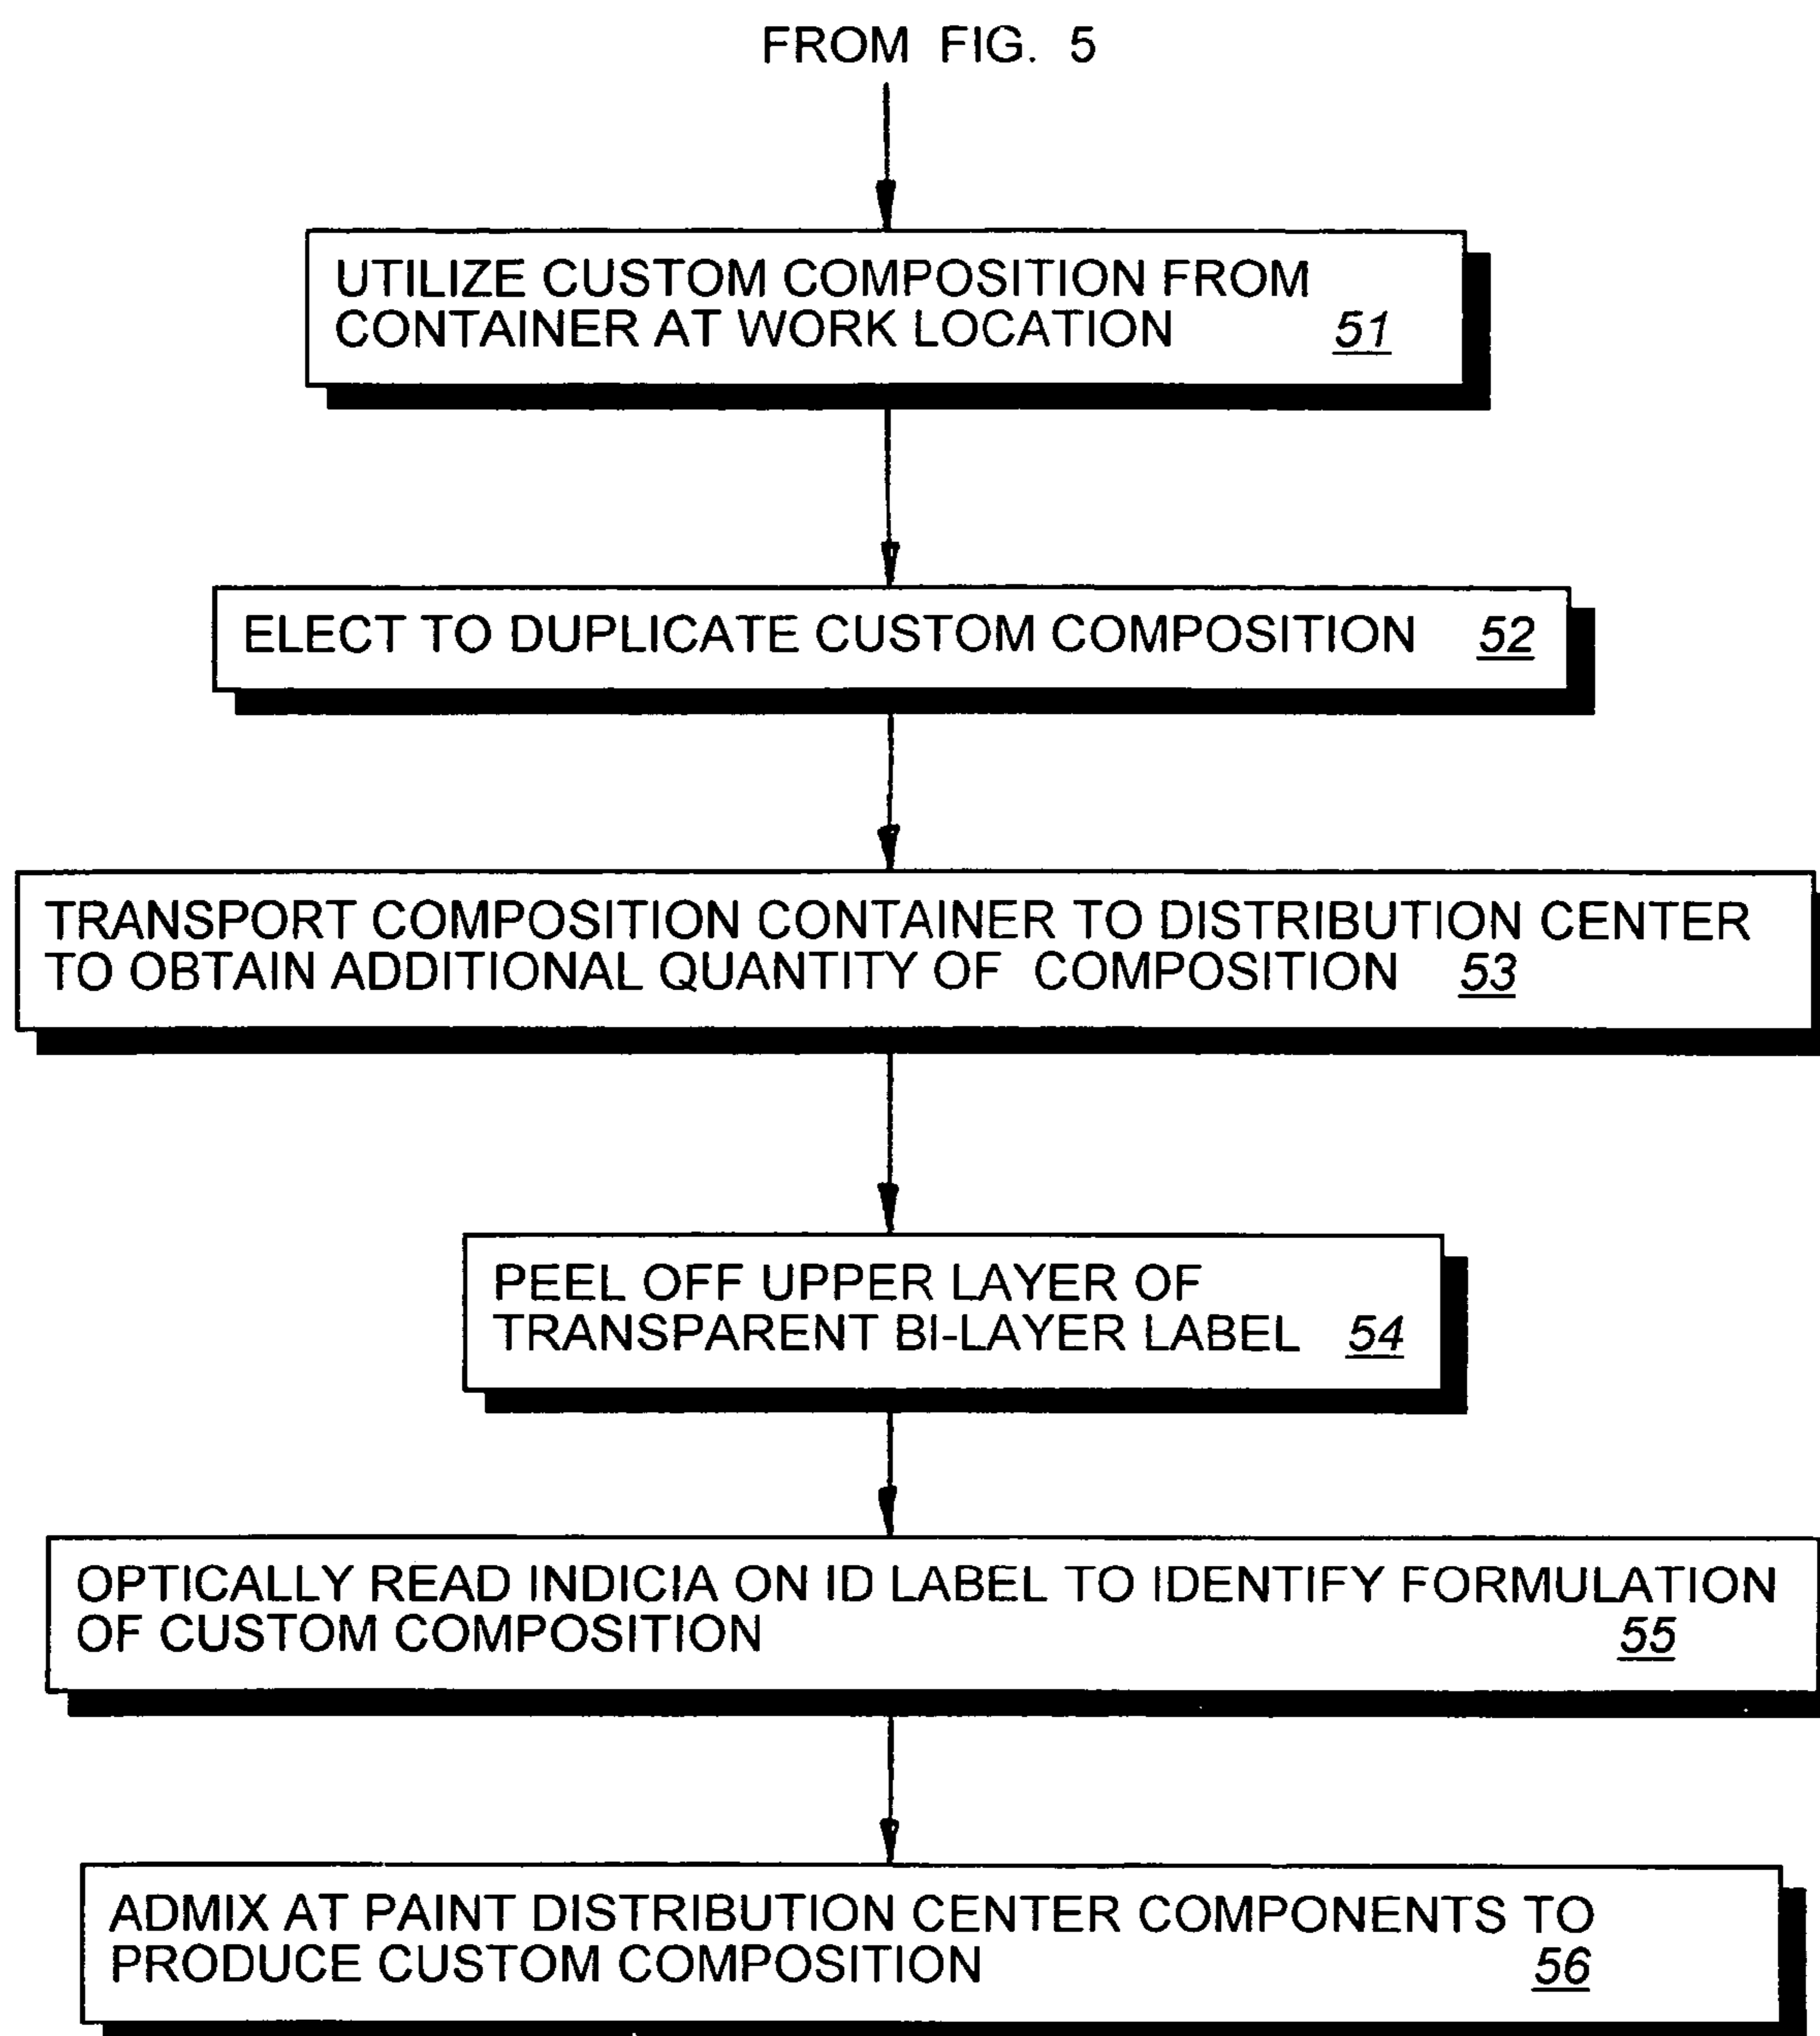 FROM FIG. 5
UTILIZE CUSTOM COMPOSITION FROM
CONTAINER AT WORK LOCATION 51
ELECT TO DUPLICATE CUSTOM COMPOSITION 52
TRANSPORT COMPOSITION CONTAINER TO DISTRIBUTION CENTER
TO OBTAIN ADDITIONAL QUANTITY OF COMPOSITION 53
PEEL OFF UPPER LAYER OF
TRANSPARENT BI-LAYER LABEL 54
OPTICALLY READ INDICIA ON ID LABEL TO IDENTIFY FORMULATION
OF CUSTOM COMPOSITION 55
ADMIX AT PAINT DISTRIBUTION CENTER COMPONENTS TO
PRODUCE CUSTOM COMPOSITION 56